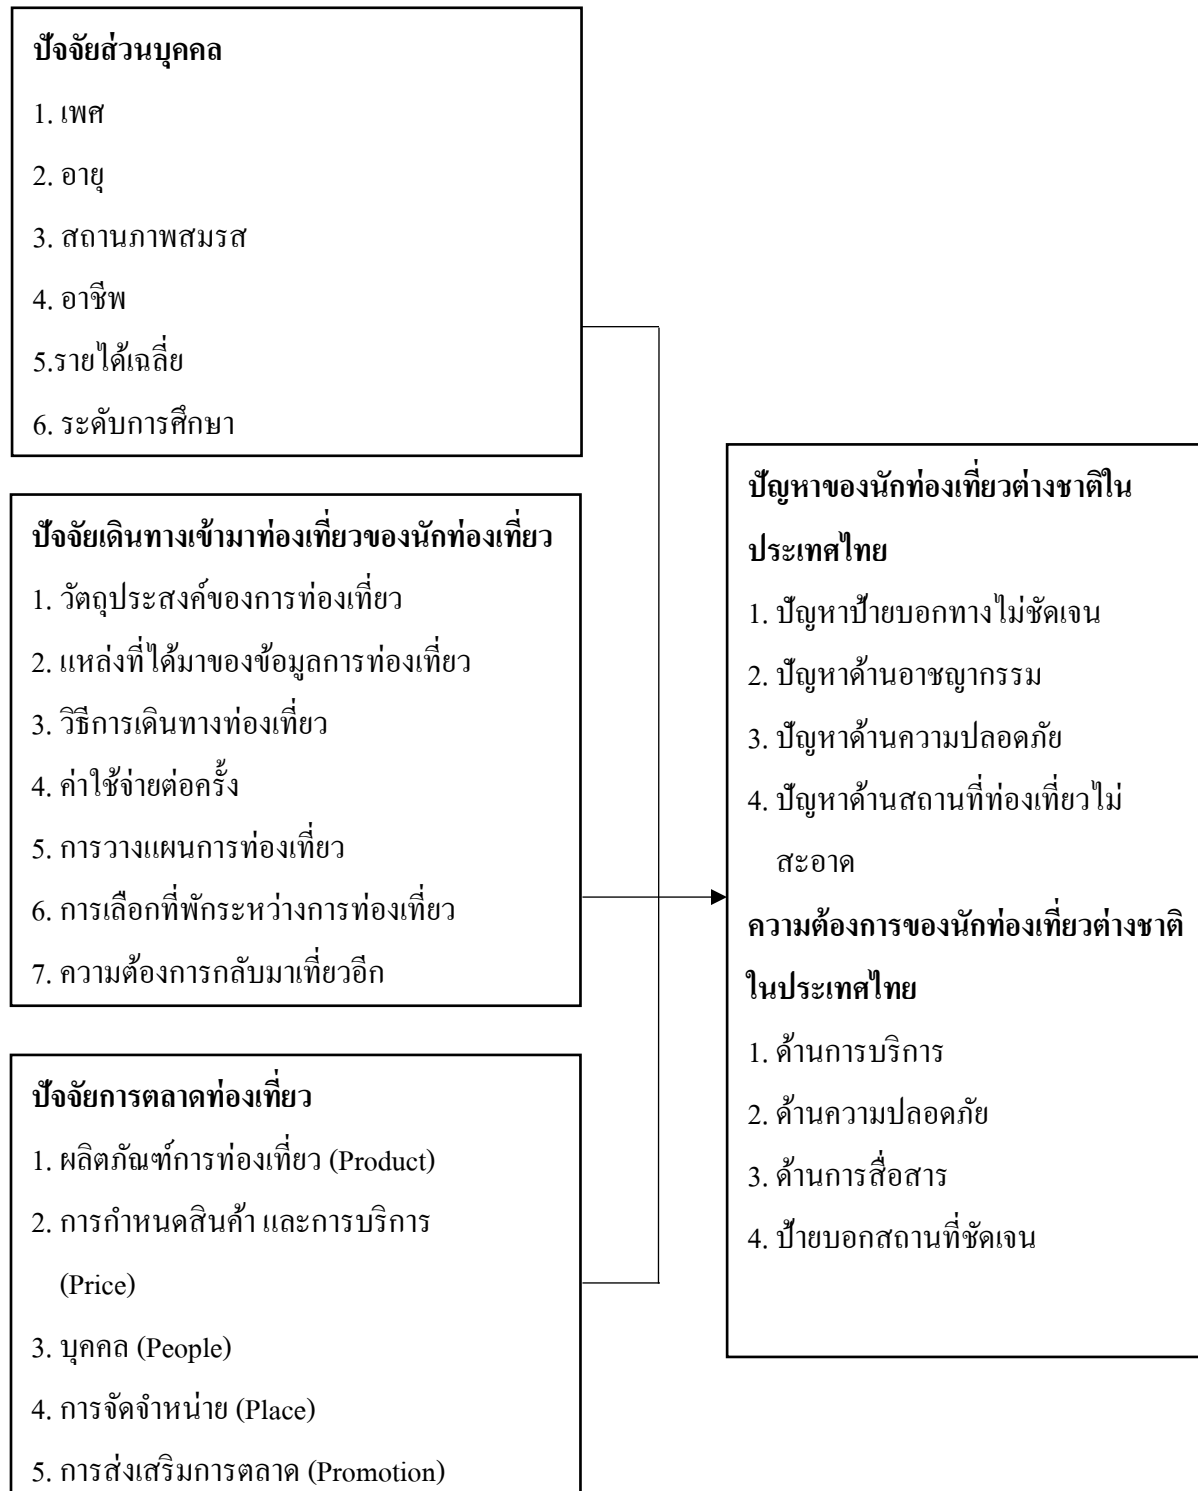 ปัจจัยส่วนบุคคล
1. เพศ
2. อายุ
3. สถานภาพสมรส
4. อาชีพ
5.รายได้เฉลี่ย
6. ระดับการศึกษา
ปัจจัยเดินทางเข้ามาท่องเที่ยวของนักท่องเที่ยว
1. วัตถุประสงค์ของการท่องเที่ยว
2. แหล่งที่ได้มาของข้อมูลการท่องเที่ยว
3. วิธีการเดินทางท่องเที่ยว
4. ค่าใช้จ่ายต่อครั้ง
5. การวางแผนการท่องเที่ยว
6. การเลือกที่พักระหว่างการท่องเที่ยว
7. ความต้องการกลับมาเที่ยวอีก
ปัจจัยการตลาดท่องเที่ยว
1. ผลิตภัณฑ์การท่องเที่ยว (Product)
2. การกำหนดสินค้า และการบริการ
(Price)
3. บุคคล (People)
4. การจัดจำหน่าย (Place)
5. การส่งเสริมการตลาด (Promotion)
ปัญหาของนักท่องเที่ยวต่างชาติใน
ประเทศไทย
1. ปัญหาป้ายบอกทางไม่ชัดเจน
2. ปัญหาด้านอาชญากรรม
3. ปัญหาด้านความปลอดภัย
4. ปัญหาด้านสถานที่ท่องเที่ยวไม่
สะอาด
ความต้องการของนักท่องเที่ยวต่างชาติ
ในประเทศไทย
1. ด้านการบริการ
2. ด้านความปลอดภัย
3. ด้านการสื่อสาร
4. ป้ายบอกสถานที่ชัดเจน